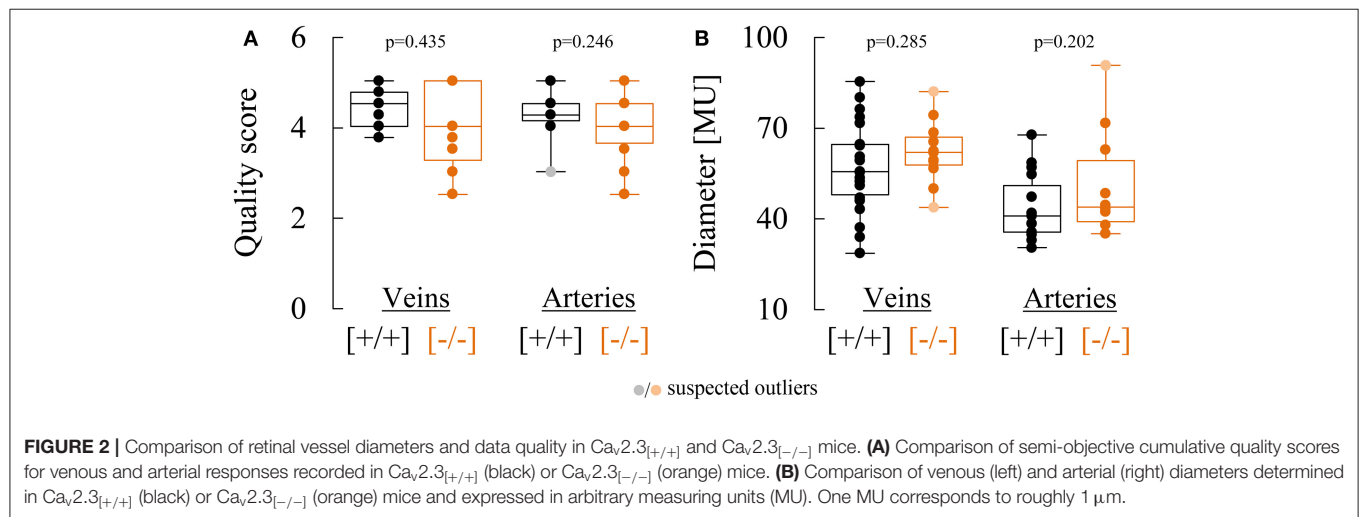 A
6
4
2
0
Quality score
p=0.435
p=0.246
Veins
Arteries
[+/+] [-/-]
[+/+] [-/-]
B
100
70
40
10
Diameter [MU]
p=0.285
p=0.202
Veins
Arteries
[+/+] [-/-]
[+/+] [-/-]
/ suspected outliers
FIGURE 2 | Comparison of retinal vessel diameters and data quality in Cav2.3[+/+] and Cav2.3[−/−] mice. (A) Comparison of semi-objective cumulative quality scores
for venous and arterial responses recorded in Cav2.3[+/+] (black) or Cav2.3[−/−] (orange) mice. (B) Comparison of venous (left) and arterial (right) diameters determined
in Cav2.3[+/+] (black) or Cav2.3[−/−] (orange) mice and expressed in arbitrary measuring units (MU). One MU corresponds to roughly 1 μm.